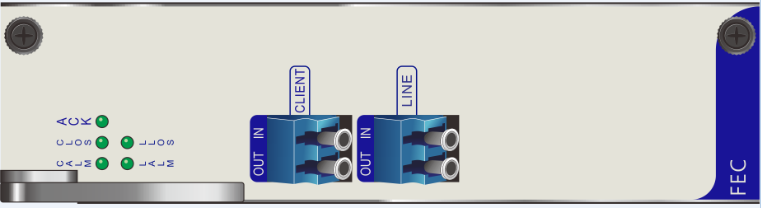 ACK
CLOS
LLOS
CALM
LALM
CLIENT
OUT IN
LINE
OUT IN
FEC